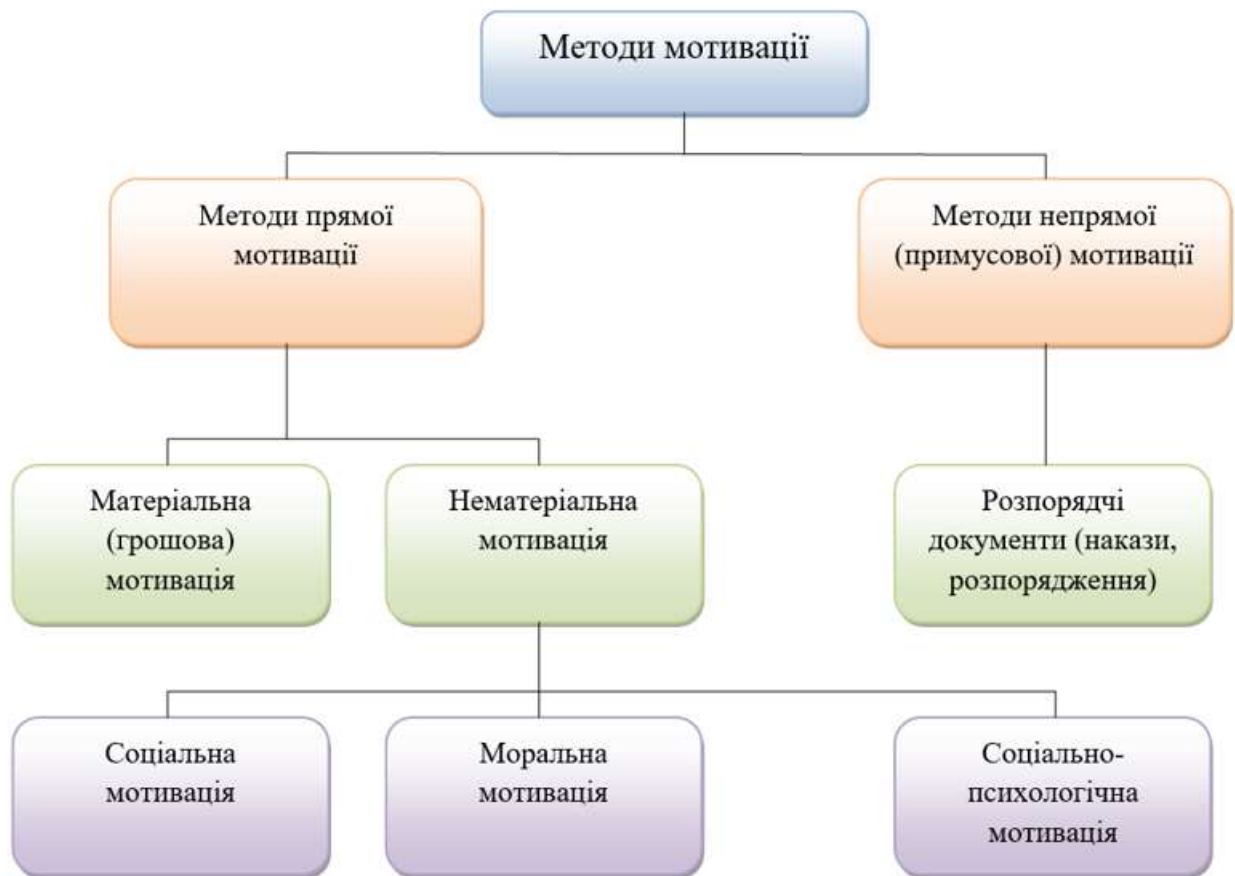 Методи мотивації
Методи прямої
мотивації
Методи непрямої
(примусової) мотивації
Матеріальна
(грошова)
мотивація
Нематеріальна
мотивація
Розпорядчі
документи (накази,
розпорядження)
Соціальна
мотивація
Моральна
мотивація
Соціально-
психологічна
мотивація